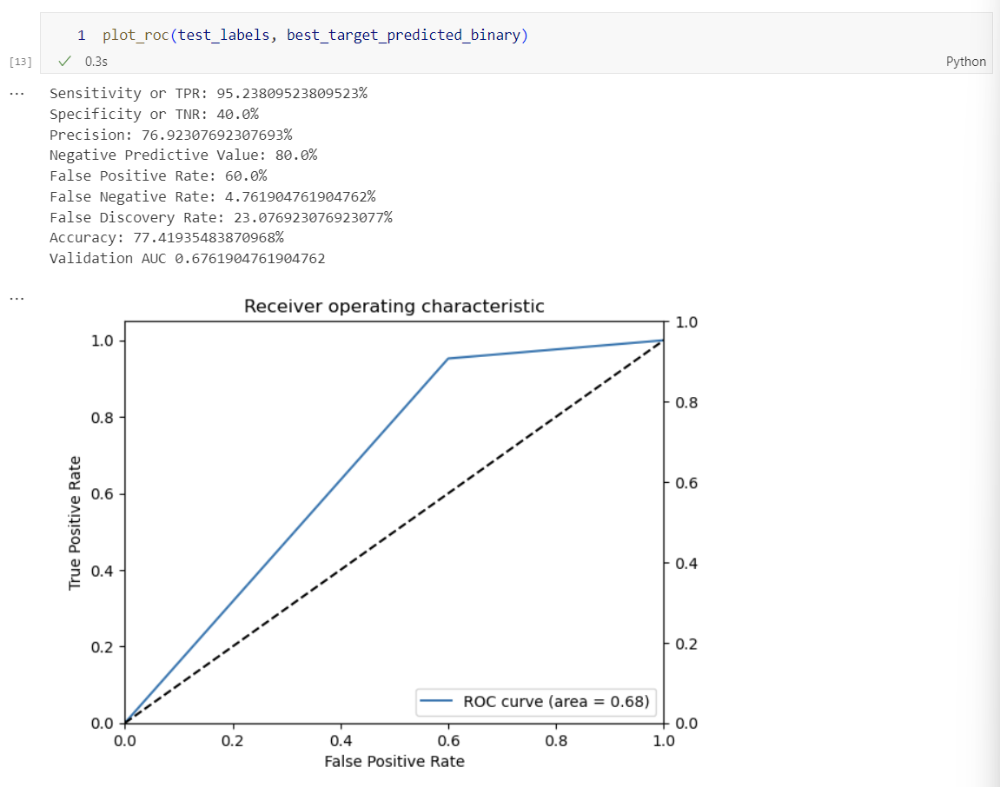 1 plot_roc(test_labels, best_target_predicted_binary)
[13] ✓ 0.3s Python
... Sensitivity or TPR: 95.23809523809523%
Specificity or TNR: 40.0%
Precision: 76.92307692307693%
Negative Predictive Value: 80.0%
False Positive Rate: 60.0%
False Negative Rate: 4.761904761904762%
False Discovery Rate: 23.076923076923077%
Accuracy: 77.41935483870968%
Validation AUC 0.6761904761904762
...
Receiver operating characteristic
1.0
1.0
0.8
0.8
0.6
0.6
0.4
0.4
0.2
0.2
0.0
0.0
True Positive Rate
ROC curve (area = 0.68)
0.0 0.2 0.4 0.6 0.8 1.0
False Positive Rate